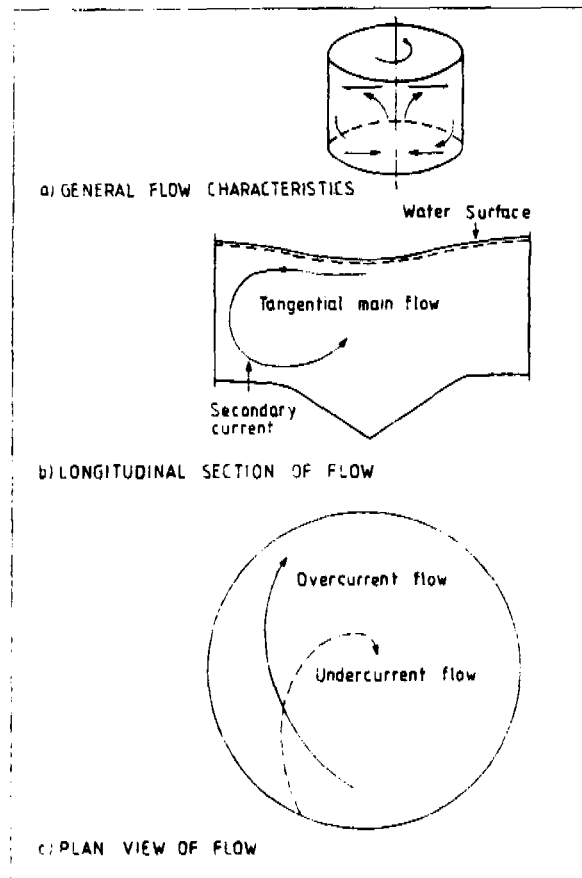 a) GENERAL FLOW CHARACTERISTICS
Water Surface
Tangential main flow
Secondary
current
b) LONGITUDINAL SECTION OF FLOW
Overcurrent flow
Undercurrent flow
c) PLAN VIEW OF FLOW